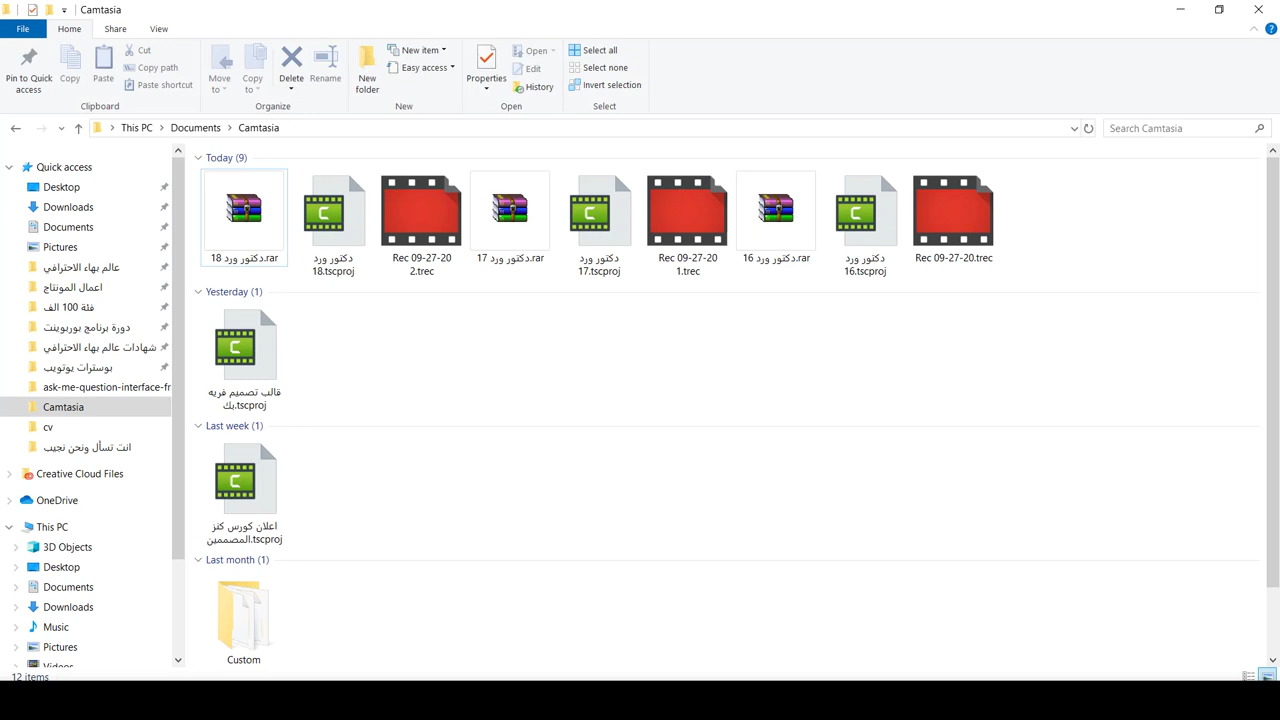 Camtasia
File
Home
Share
View
Pin to Quick access
Copy
Paste
Cut
Copy path
Paste shortcut
Clipboard
Move to
Copy to
Delete
Rename
Organize
New folder
New item
Easy access
New
Properties
Open
Edit
History
Open
Select all
Select none
Invert selection
Select
This PC
Documents
Camtasia
Search Camtasia
Quick access
Desktop
Downloads
Documents
Pictures
عالم بهاء الاحترافي
اعمال المونتاج
فئة 100 الف
دورة برنامج بوربوينت
شهادات عالم بهاء الاحترافي
بوسترات يوتويب
ask-me-question-interface-fr
Camtasia
cv
انت تسأل ونحن نجيب
Creative Cloud Files
OneDrive
This PC
3D Objects
Desktop
Documents
Downloads
Music
Pictures
Videos
Today (9)
دكتور ورد 18.rar
دكتور ورد
18.tscproj
Rec 09-27-20
2.trec
دكتور ورد 17.rar
دكتور ورد
17.tscproj
Rec 09-27-20
1.trec
دكتور ورد 16.rar
دكتور ورد
16.tscproj
Rec 09-27-20.trec
Yesterday (1)
قالب تصميم فريه
بك.tscproj
Last week (1)
اعلان كورس كنز
المصممين.tscproj
Last month (1)
Custom
12 items